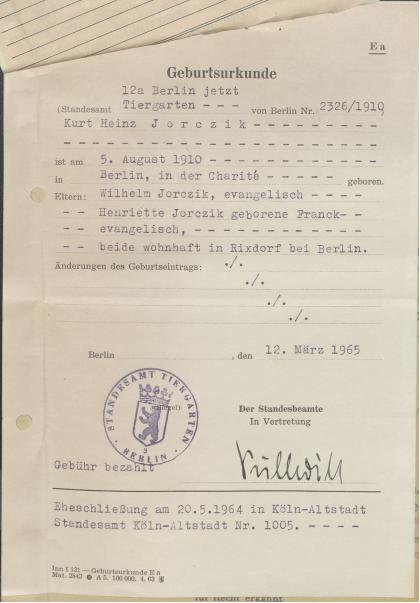 E a
Geburtsurkunde
12a Berlin jetzt
(Standesamt Tiergarten - - - von Berlin Nr. 2326/1910
Kurt Heinz J o r c z i k - - - - - - - - -
- - - - - - - - - - - - - - - - - - - - - -
ist am 5. August 1910 - - - - - - - - - - - -
in Berlin, in der Charité - - - - - geboren.
Eltern: Wilhelm Jorczik, evangelisch - - - -
- - Henriette Jorczik geborene Franck- -
- - evangelisch, - - - - - - - - - - - -
- - beide wohnhaft in Rixdorf bei Berlin.
Änderungen des Geburtseintrags: ./.
./.
./.
./.
Berlin, den 12. März 1965
STANDESAMT TIERGARTEN
BERLIN
Der Standesbeamte
In Vertretung
Gebühr bezahlt
Eheschließung am 20.5.1964 in Köln-Altstadt
Standesamt Köln-Altstadt Nr. 1005. - - - -
Inn I 131 — Geburtsurkunde E a
Mat. 2843 A 5. 100 000. 4. 63
für Recht erkannt: